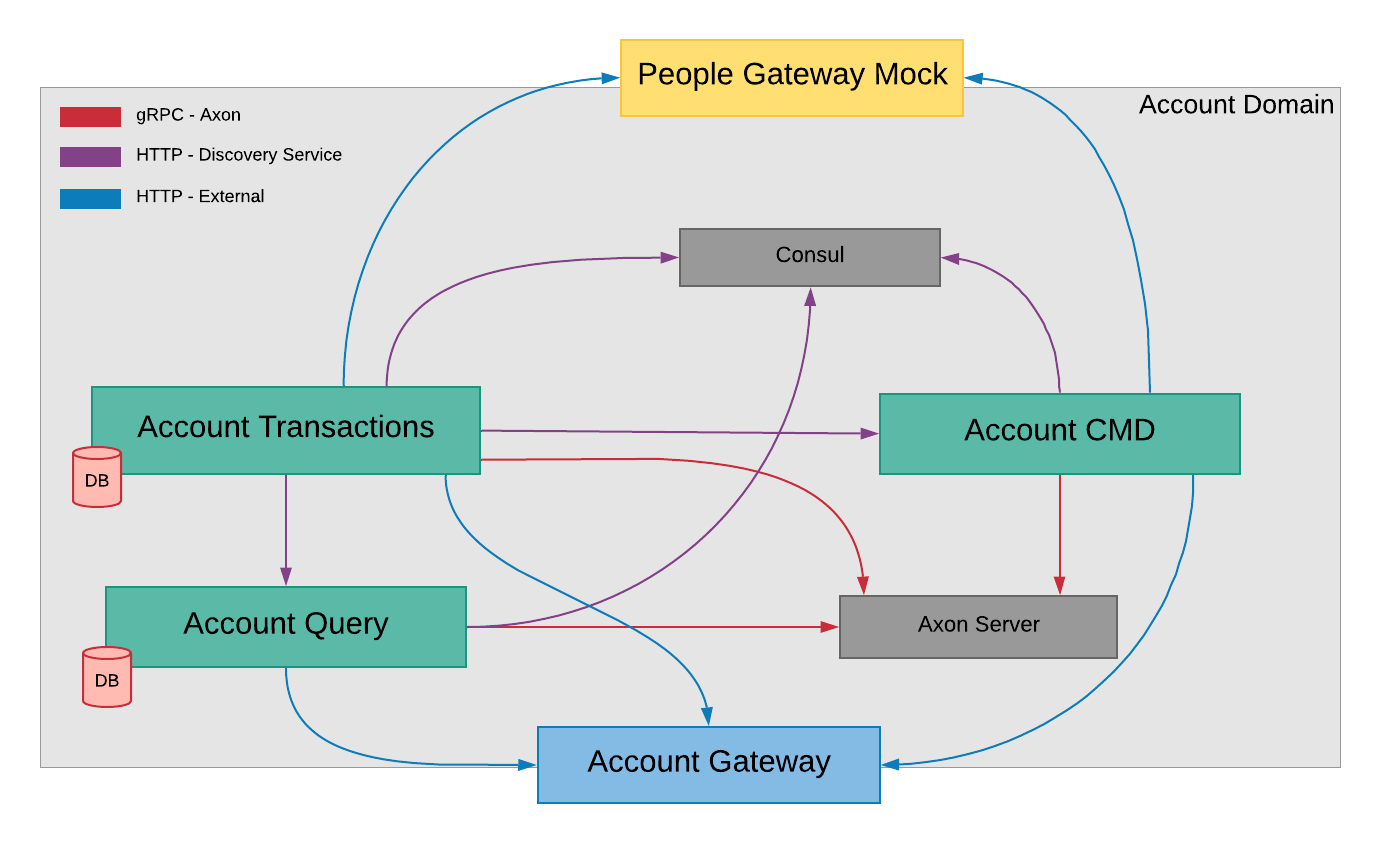 People Gateway Mock
Account Domain
gRPC - Axon
HTTP - Discovery Service
HTTP - External
Consul
Account Transactions
Account CMD
DB
Account Query
Axon Server
DB
Account Gateway